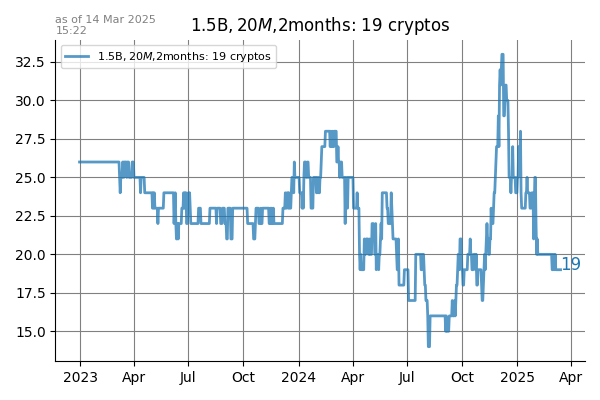 as of 14 Mar 2025
15:22
1.5B, 20M,2months: 19 cryptos
1.5B, 20M,2months: 19 cryptos
32.5
30.0
27.5
25.0
22.5
20.0
17.5
15.0
19
2023 Apr Jul Oct 2024 Apr Jul Oct 2025 Apr